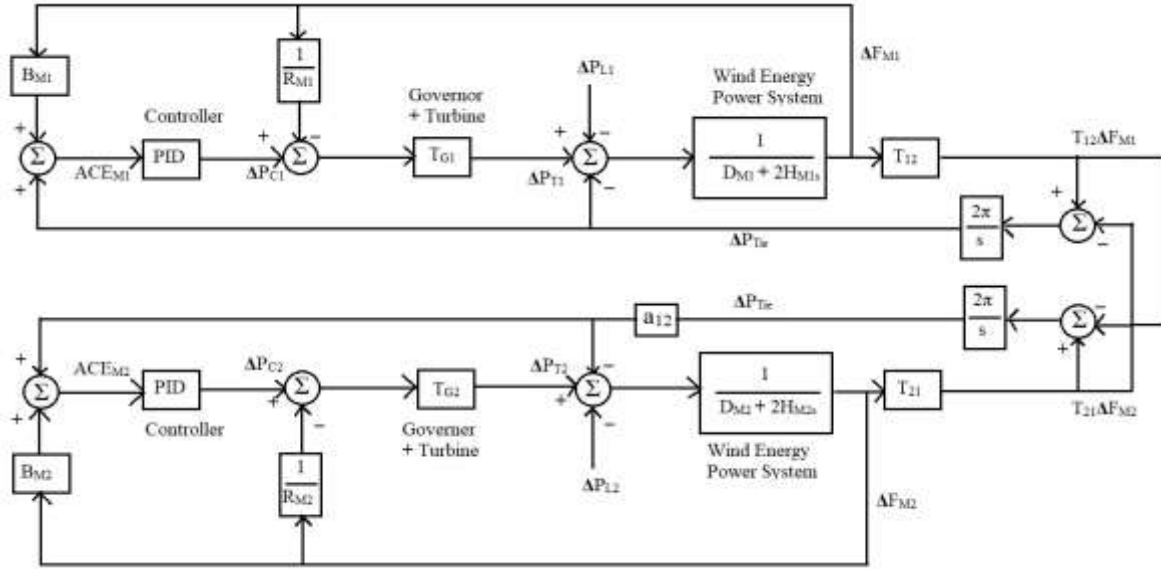 ΔF_M1
B_M1
1
R_M1
ΔP_L1
Wind Energy
Power System
Controller
Governor
+ Turbine
+
+
−
−
Σ
ACE_M1
PID
ΔP_C1
Σ
T_G1
ΔP_T1
+
Σ
1
D_M1 + 2H_M1s
T_12
T_12ΔF_M1
+
−
+
2π
s
Σ
−
ΔP_Tie
ΔP_Tie
a_12
2π
s
Σ
−
+
+
ACE_M2
PID
ΔP_C2
Σ
+
T_G2
ΔP_T2
−
Σ
+
1
D_M2 + 2H_M2s
T_21
T_21ΔF_M2
Σ
+
−
−
Controller
Governer
+ Turbine
Wind Energy
Power System
B_M2
1
R_M2
ΔP_L2
ΔF_M2